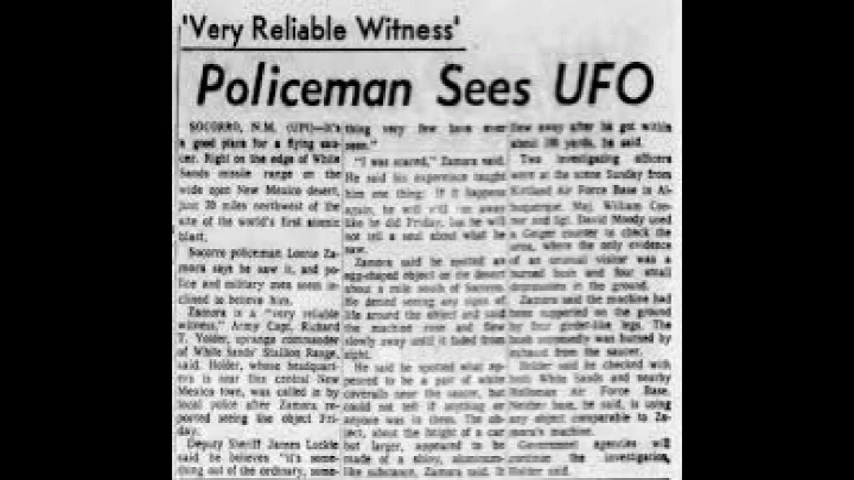 'Very Reliable Witness'
Policeman Sees UFO
SOCORRO, N.M. (UPI)—It's
a good place for a flying sau-
cer. Right on the edge of White
Sands missile range on the
wide open New Mexico desert,
just 30 miles northwest of the
site of the world's first atomic
blast.
Socorro policeman Lonnie Za-
mora says he saw it, and po-
lice and military men seem in-
clined to believe him.
Zamora is a "very reliable
witness," Army Capt. Richard
T. Holder, uprange commander
of White Sands' Stallion Range,
said. Holder, whose headquart-
ers is near this central New
Mexico town, was called in by
local police after Zamora re-
ported seeing the object Fri-
day.
Deputy Sheriff James Luckie
said he believes "it's some-
thing out of the ordinary, some-
thing very few have ever
seen."
"I was scared," Zamora said.
He said his experience taught
him one thing: If it happens
again, he will still run away
like he did Friday, but he will
not tell a soul about what he
saw.
Zamora said he spotted an
egg-shaped object on the desert
about a mile south of Socorro.
He denied seeing any signs of
life around the object and said
the machine rose and flew
slowly away until it faded from
sight.
He said he spotted what ap-
peared to be a pair of white
coveralls near the saucer, but
could not tell if anything or
anyone was in them. The ob-
ject, about the height of a car
but larger, appeared to be
made of a shiny, aluminum-
like substance, Zamora said. It
flew away after he got within
about 100 yards, he said.
Two investigating officers
were at the scene Sunday from
Kirtland Air Force Base in Al-
buquerque. Maj. William Con-
nor and Sgt. David Moody used
a Geiger counter to check the
area, where the only evidence
of an unusual visitor was a
burned bush and four small
depressions in the ground.
Zamora said the machine had
been supported on the ground
by four girder-like legs. The
bush supposedly was burned by
exhaust from the saucer.
Holder said he checked with
both White Sands and nearby
Holloman Air Force Base.
Neither base, he said, is using
any object comparable to Za-
mora's machine.
Government agencies will
continue the investigation,
Holder said.